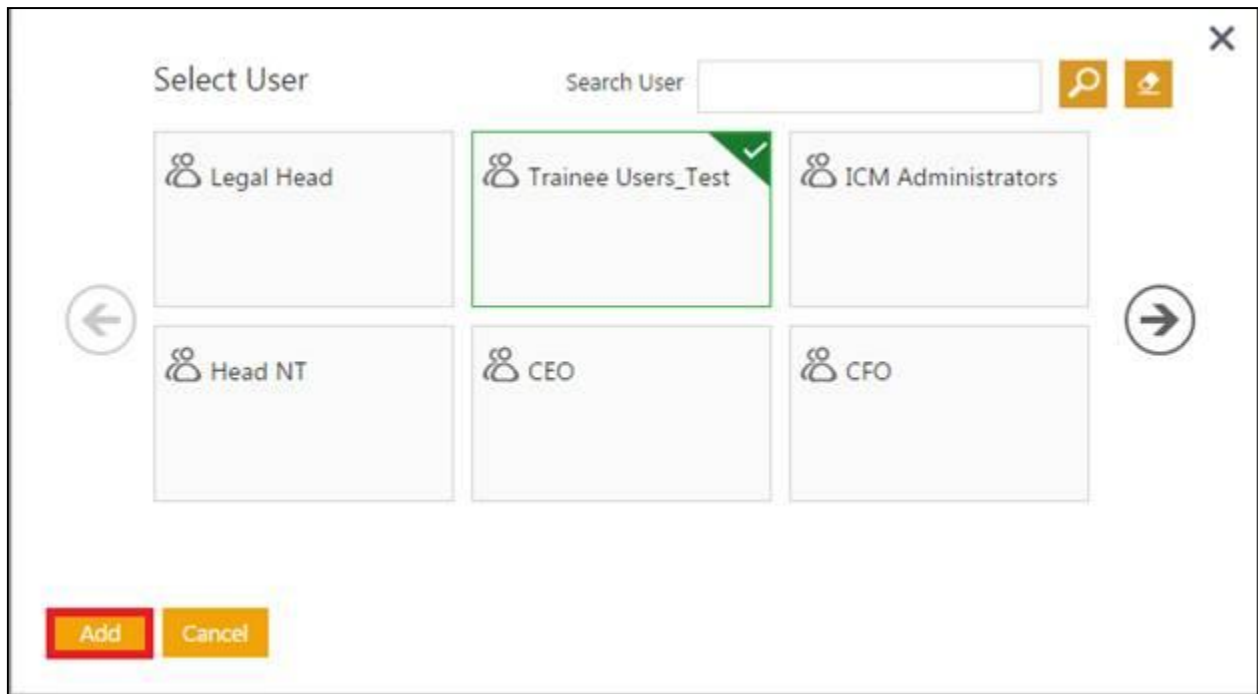 Select User
Search User
Legal Head
Trainee Users_Test
ICM Administrators
Head NT
CEO
CFO
Add
Cancel